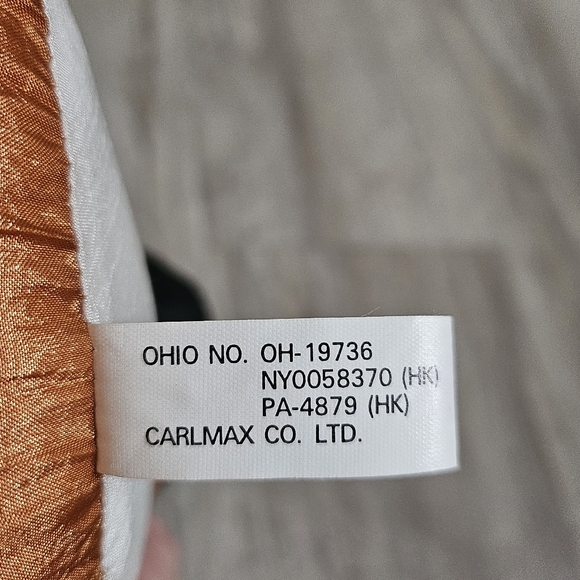 OHIO NO. OH-19736
NY0058370 (HK)
PA-4879 (HK)
CARLMAX CO. LTD.